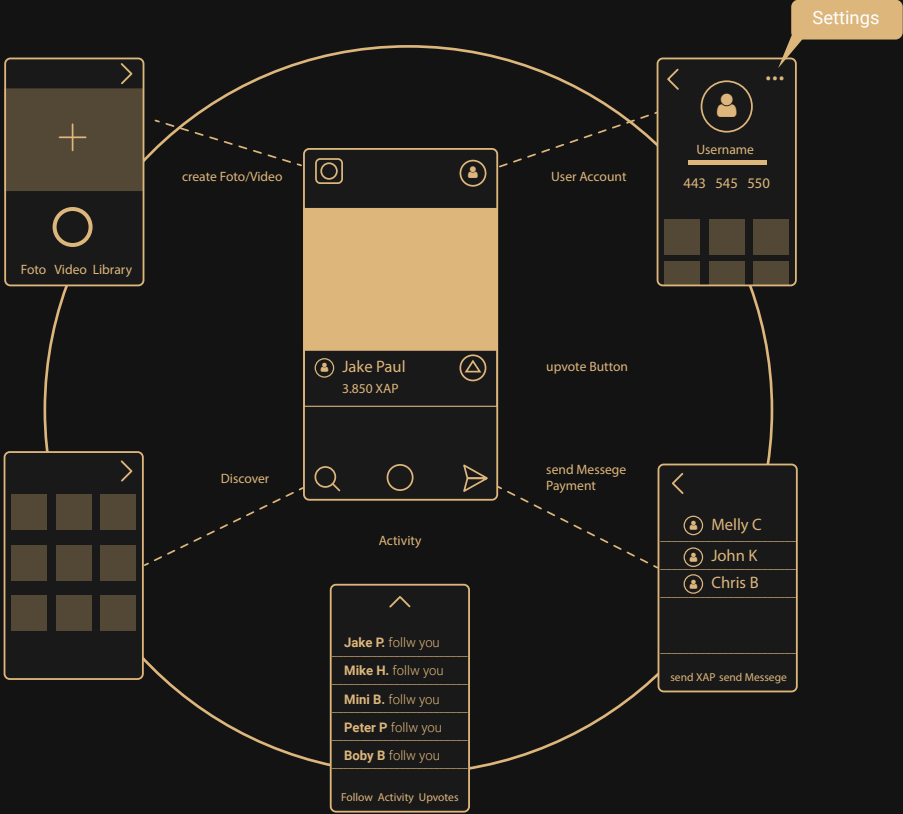 Settings
Foto Video Library
create Foto/Video
User Account
Username
443 545 550
Jake Paul
3.850 XAP
upvote Button
Discover
send Messege
Payment
Activity
Melly C
John K
Chris B
send XAP send Messege
Jake P. follw you
Mike H. follw you
Mini B. follw you
Peter P follw you
Boby B follw you
Follow Activity Upvotes